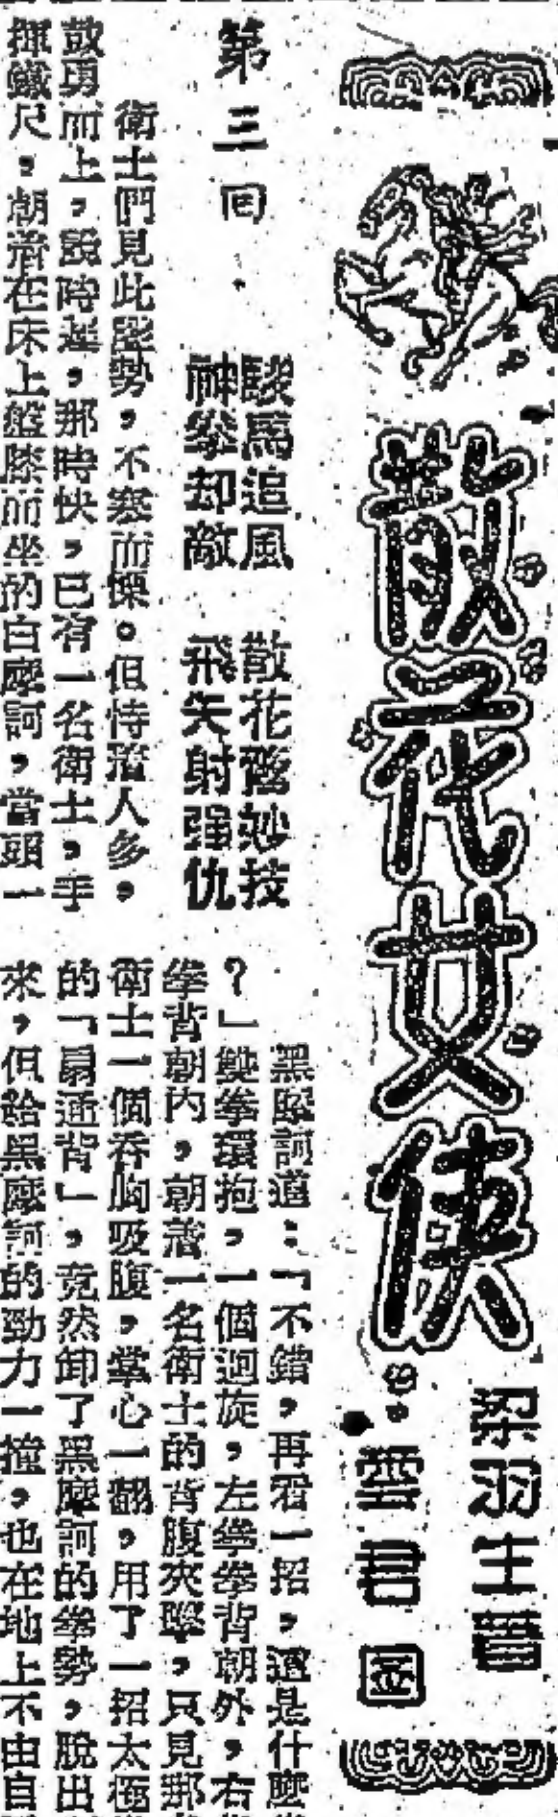 散花女俠
梁羽生著
雲君圖
第三回
駿馬追風 散花驚妙技
神拳却敵 飛矢射強仇
衛士們見此聲勢，不寒而慄。但恃着人多，
鼓勇而上，說時遲，那時快，已有一名衛士，手
揮鐵尺，朝着在床上盤膝而坐的白摩訶，當頭一
黑摩訶道：「不錯，再看一招，這是什麼
？」雙拳環抱，一個迴旋，左拳拳背朝外，右
拳背朝內，朝着一名衛士的背腹夾擊，只見那
衛士一個吞胸吸腹，掌心一翻，用了一招太極
的「扇通背」，竟然卸了黑摩訶的拳勢，脫出
來，但給黑摩訶的勁力一撞，也在地上不由自